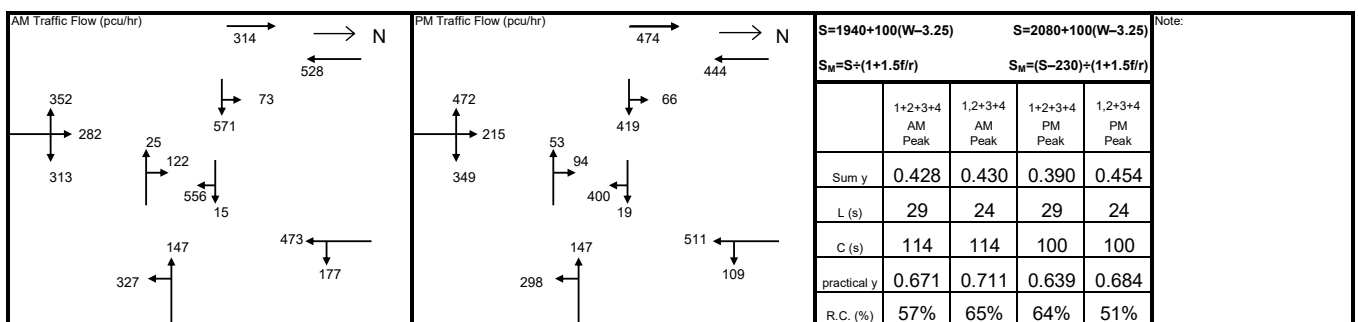 AM Traffic Flow (pcu/hr)
314
N
528
352
282
313
73
571
25
122
556
15
147
327
473
177
PM Traffic Flow (pcu/hr)
474
N
444
472
215
349
66
419
53
94
400
19
147
298
511
109
S=1940+100(W–3.25) S=2080+100(W–3.25)
SM=S÷(1+1.5f/r) SM=(S–230)÷(1+1.5f/r)
1+2+3+4 1,2+3+4 1+2+3+4 1,2+3+4
AM AM PM PM
Peak Peak Peak Peak
Sum y 0.428 0.430 0.390 0.454
L (s) 29 24 29 24
C (s) 114 114 100 100
practical y 0.671 0.711 0.639 0.684
R.C. (%) 57% 65% 64% 51%
Note: